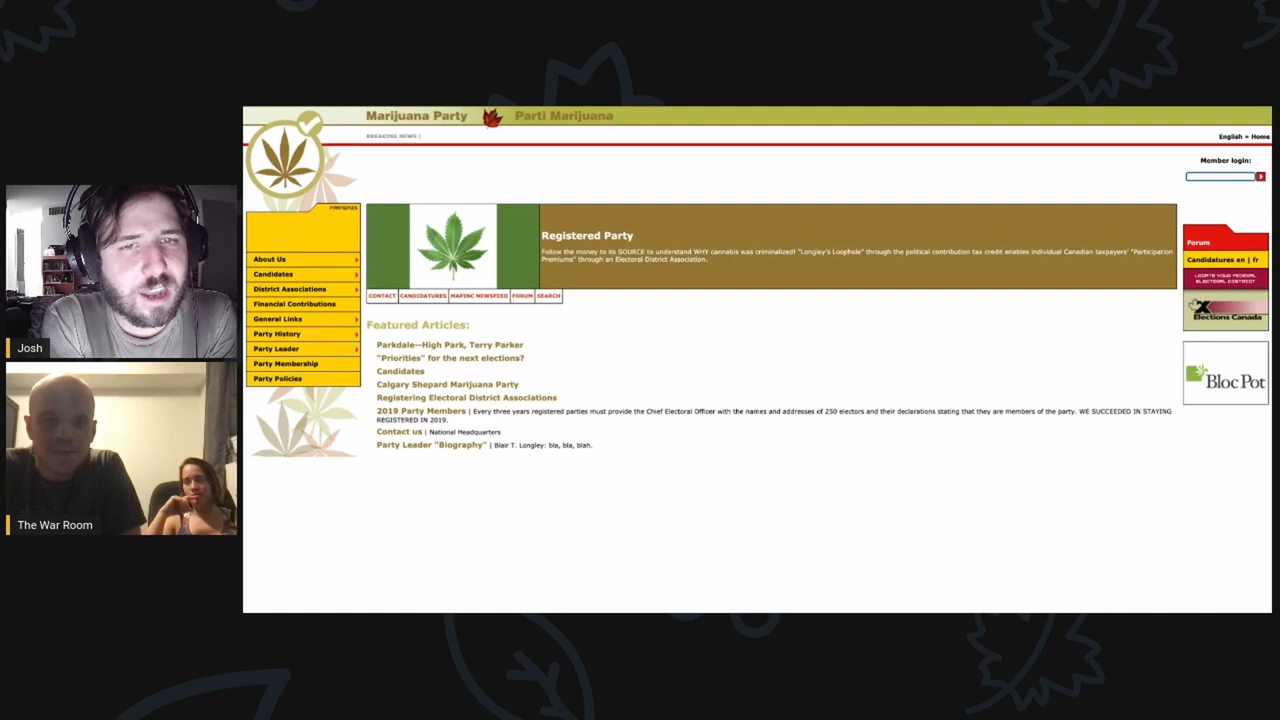 Marijuana Party Parti Marijuana
BREAKING NEWS |
English = Home
Member login:
About Us
Candidates
District Associations
Financial Contributions
General Links
Party History
Party Leader
Party Membership
Party Policies
Registered Party
Follow the money to its SOURCE to understand WHY cannabis was criminalized! "Longley's Loophole" through the political contribution tax credit enables individual Canadian taxpayers' "Participation
Premiums" through an Electoral District Association.
CONTACT CANDIDATURES MAPINC NEWSFEED FORUM SEARCH
Featured Articles:
Parkdale--High Park, Terry Parker
"Priorities" for the next elections?
Candidates
Calgary Shepard Marijuana Party
Registering Electoral District Associations
2019 Party Members | Every three years registered parties must provide the Chief Electoral Officer with the names and addresses of 250 electors and their declarations stating that they are members of the party. WE SUCCEEDED IN STAYING
REGISTERED IN 2019.
Contact us | National Headquarters
Party Leader "Biography" | Blair T. Longley: bla, bla, blah.
Forum
Candidatures en | fr
LOCATE YOUR FEDERAL
ELECTORAL DISTRICT
Elections Canada
Bloc Pot
Josh
The War Room